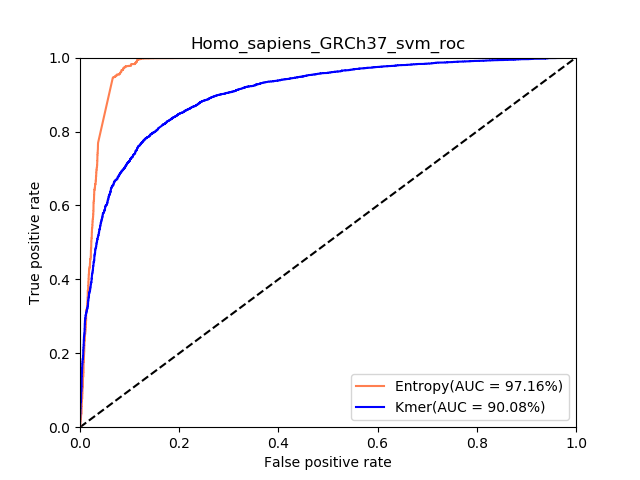 Homo_sapiens_GRCh37_svm_roc
1.0
0.8
0.6
0.4
0.2
0.0
True positive rate
0.0 0.2 0.4 0.6 0.8 1.0
False positive rate
Entropy(AUC = 97.16%)
Kmer(AUC = 90.08%)